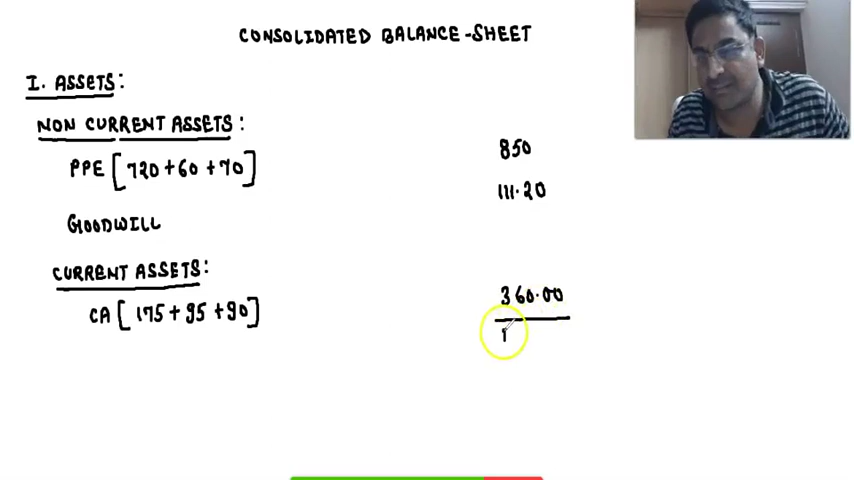 CONSOLIDATED BALANCE-SHEET
I. ASSETS:
NON CURRENT ASSETS:
850
PPE [720+60+70]
111.20
GOODWILL
CURRENT ASSETS:
360.00
CA [175+95+90]
1